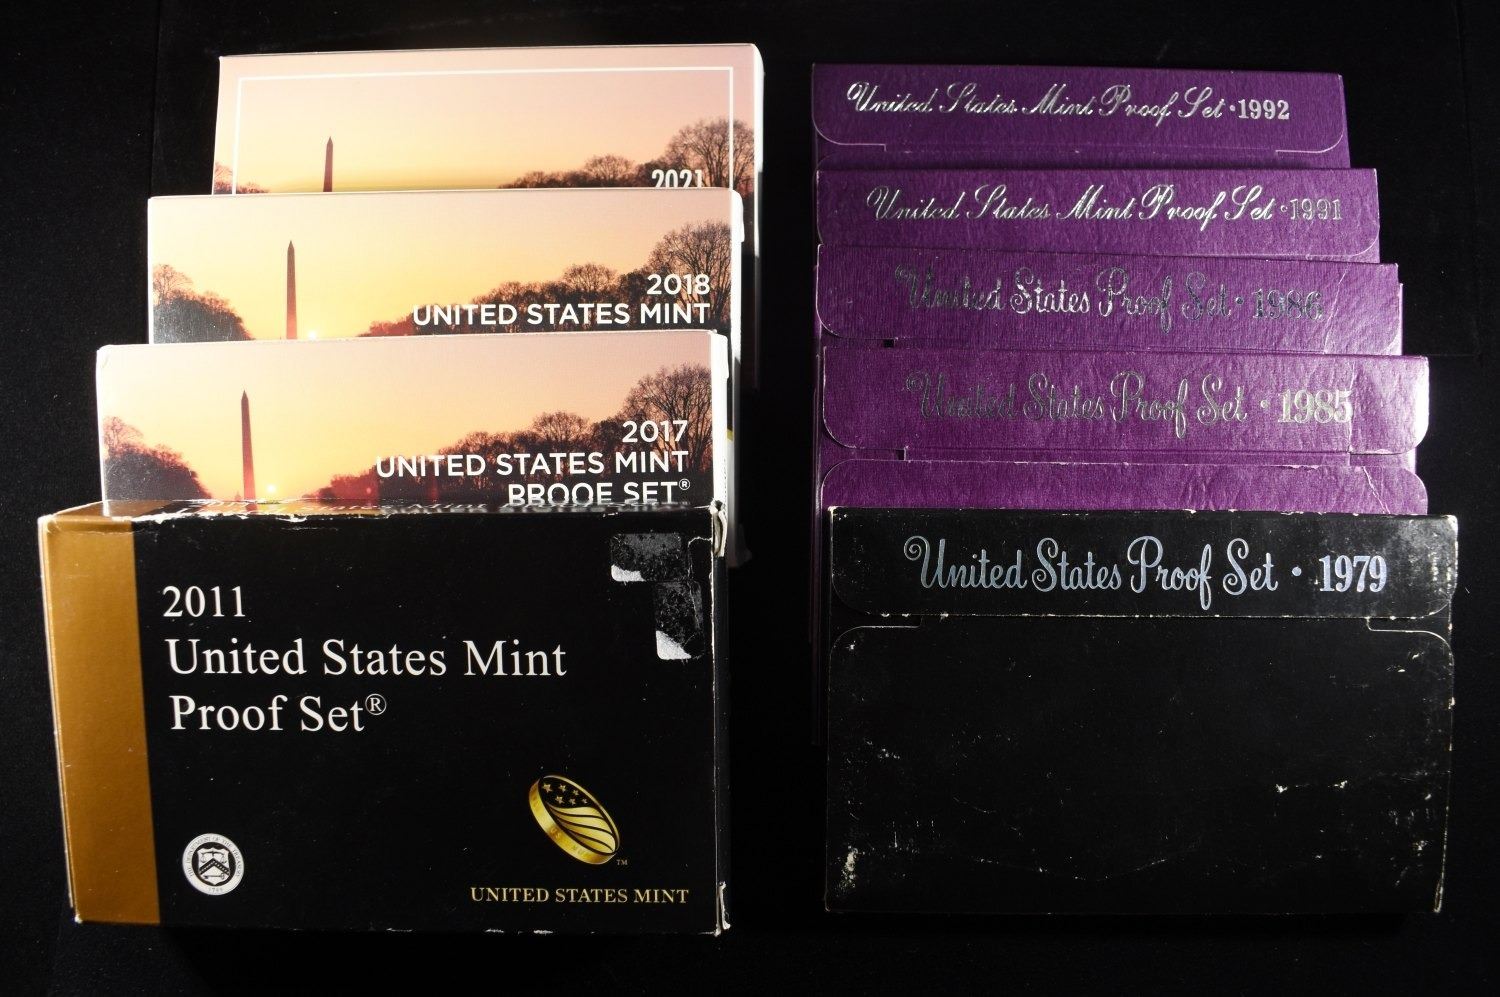 2021
2018
UNITED STATES MINT
2017
UNITED STATES MINT
PROOF SET®
2011
United States Mint
Proof Set®
UNITED STATES MINT
TM
United States Mint Proof Set · 1992
United States Mint Proof Set · 1991
United States Proof Set · 1986
United States Proof Set · 1985
United States Proof Set · 1979